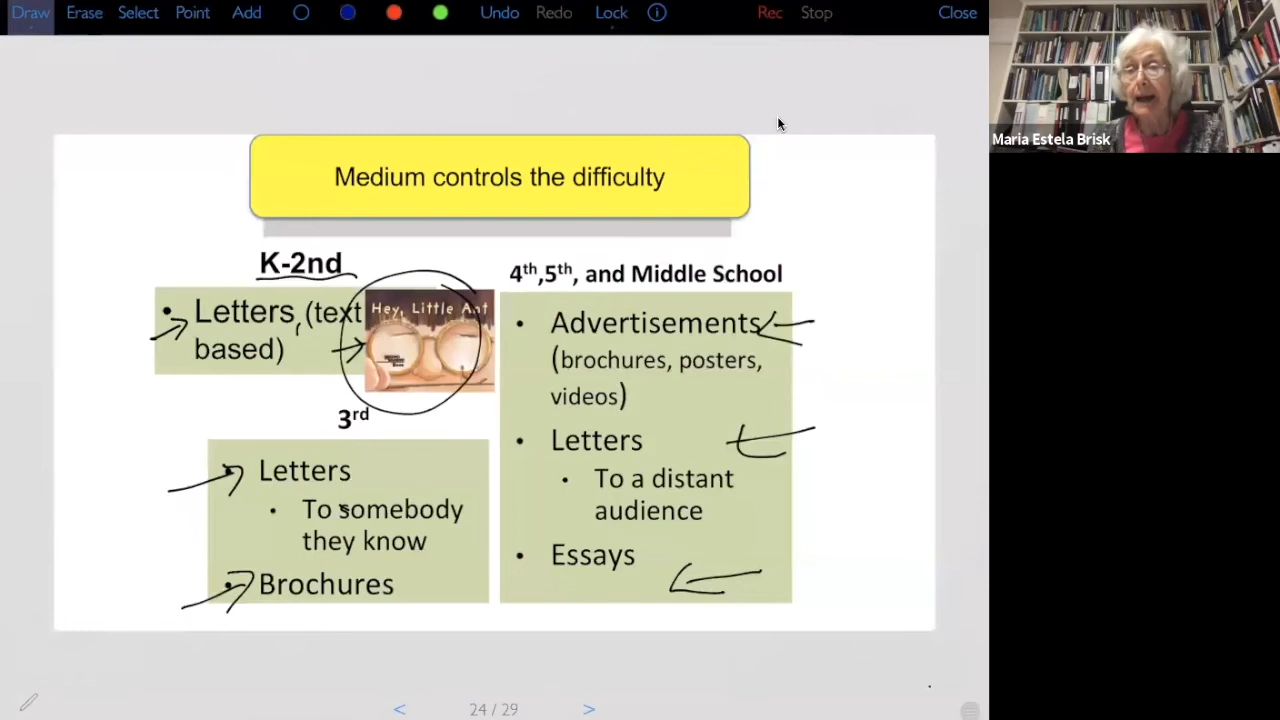 Draw Erase Select Point Add Undo Redo Lock Rec Stop Close
Maria Estela Brisk
Medium controls the difficulty
K-2nd
• Letters, (text
based)
Hey, Little Ant
3rd
• Letters
• To somebody
they know
• Brochures
4th,5th, and Middle School
• Advertisements
(brochures, posters,
videos)
• Letters
• To a distant
audience
• Essays
< 24 / 29 >